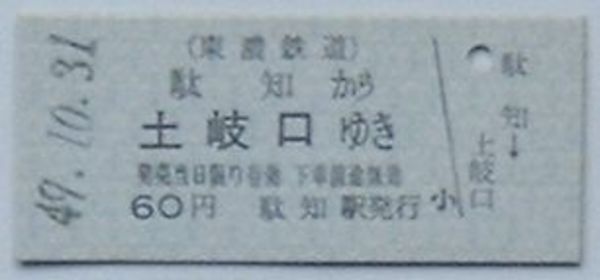 49.10.31
(東濃鉄道)
駄知から
土岐口ゆき
発売当日限り有効 下車前途無効
60円 駄知駅発行
小
駄知→土岐口